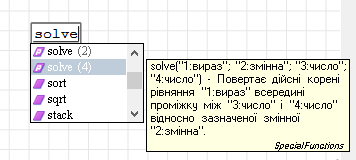 solve
solve (2)
solve (4)
sort
sqrt
stack
solve("1:вираз"; "2:змінна"; "3:число";
"4:число") - Повертає дійсні корені
рівняння "1:вираз" всередині
проміжку між "3:число" і "4:число"
відносно зазначеної змінної
"2:змінна".
SpecialFunctions